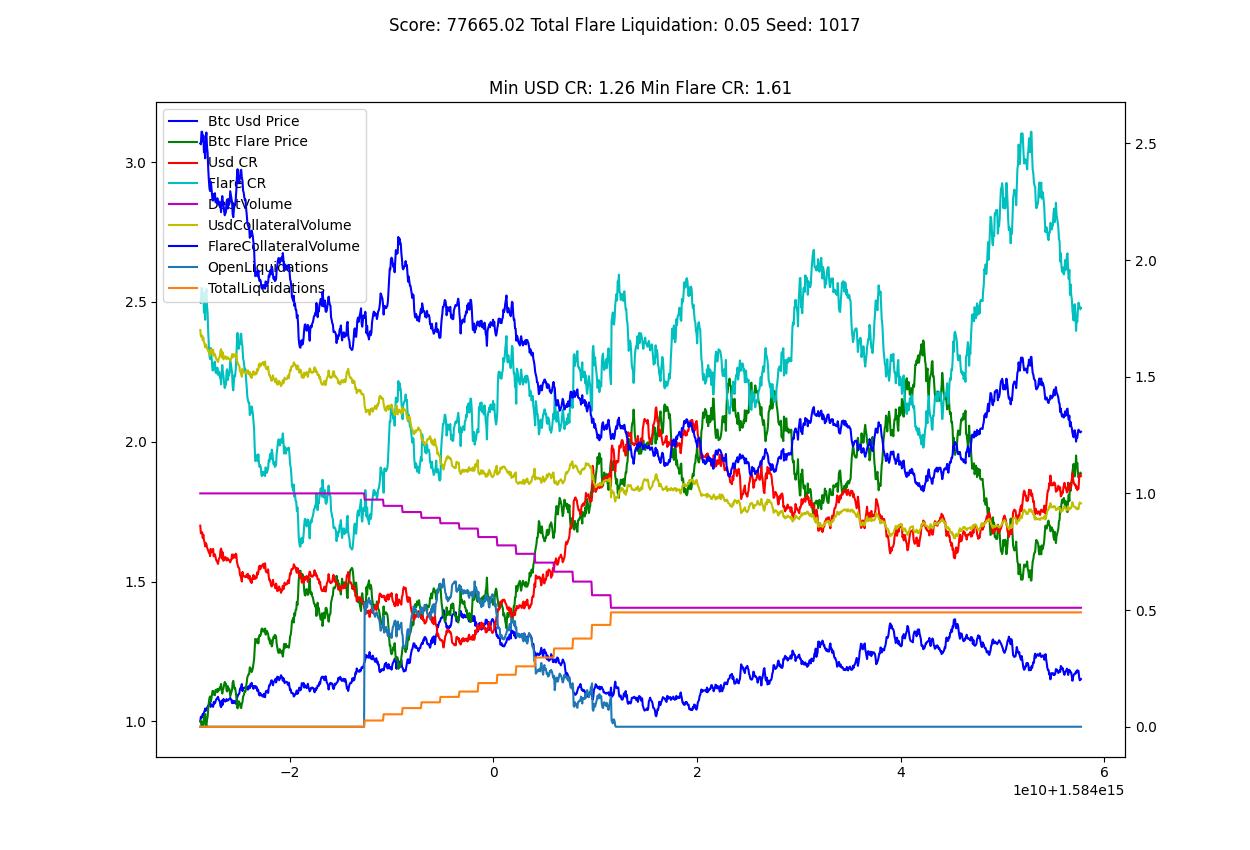 Score: 77665.02 Total Flare Liquidation: 0.05 Seed: 1017
Min USD CR: 1.26 Min Flare CR: 1.61
Btc Usd Price
Btc Flare Price
Usd CR
Flare CR
DebtVolume
UsdCollateralVolume
FlareCollateralVolume
OpenLiquidations
TotalLiquidations
3.0
2.5
2.0
1.5
1.0
2.5
2.0
1.5
1.0
0.5
0.0
−2
0
2
4
6
1e10+1.584e15